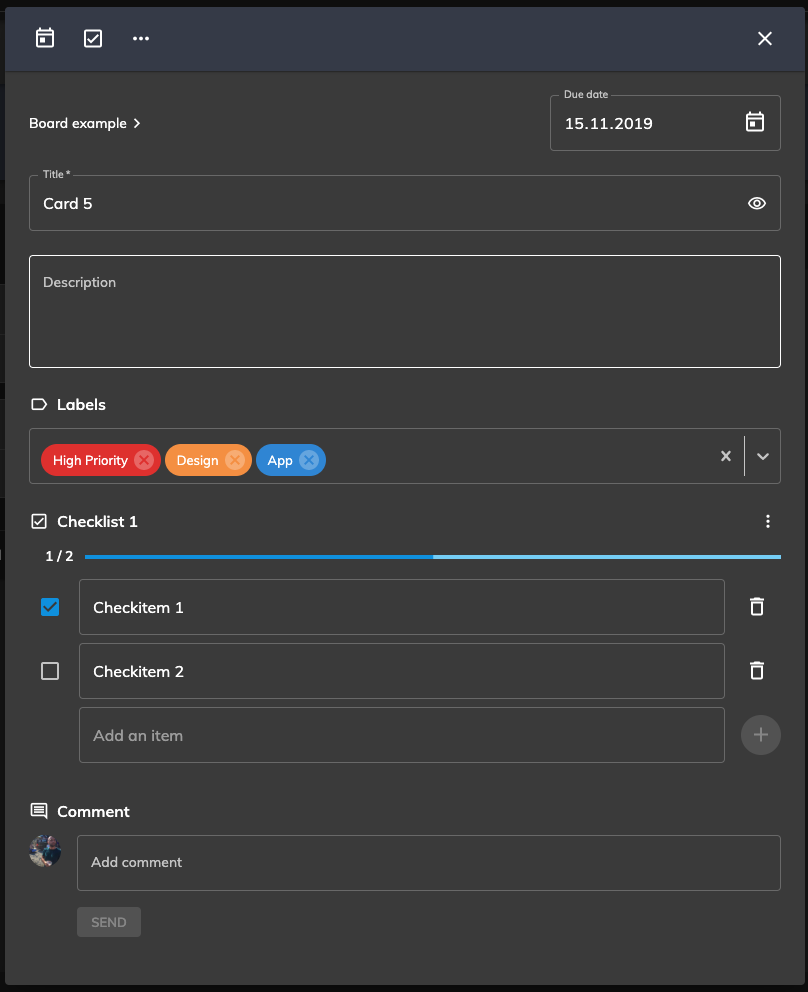 Due date
Board example
15.11.2019
Title *
Card 5
Description
Labels
High Priority Design App
Checklist 1
1 / 2
Checkitem 1
Checkitem 2
Add an item
Comment
Add comment
SEND